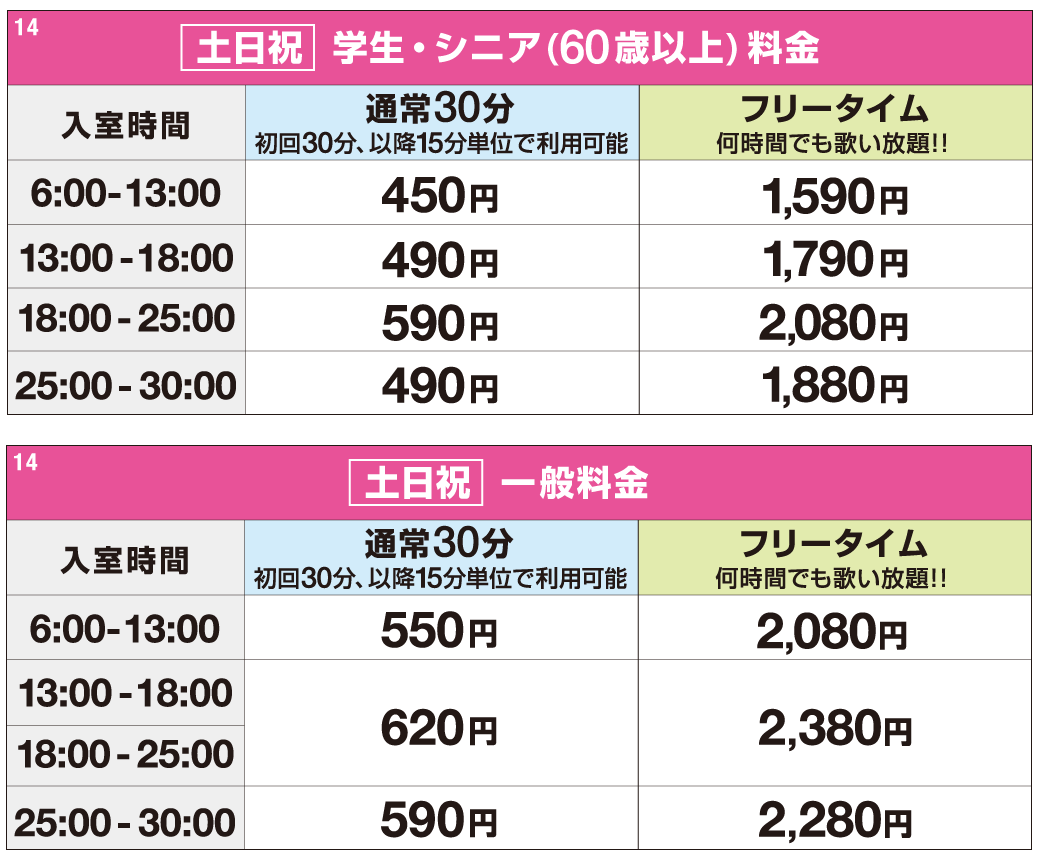 14
土日祝 学生・シニア(60歳以上)料金
入室時間 通常30分 フリータイム
初回30分、以降15分単位で利用可能 何時間でも歌い放題!!
6:00-13:00 450円 1,590円
13:00-18:00 490円 1,790円
18:00-25:00 590円 2,080円
25:00-30:00 490円 1,880円
14
土日祝 一般料金
入室時間 通常30分 フリータイム
初回30分、以降15分単位で利用可能 何時間でも歌い放題!!
6:00-13:00 550円 2,080円
13:00-18:00
620円 2,380円
18:00-25:00
25:00-30:00 590円 2,280円